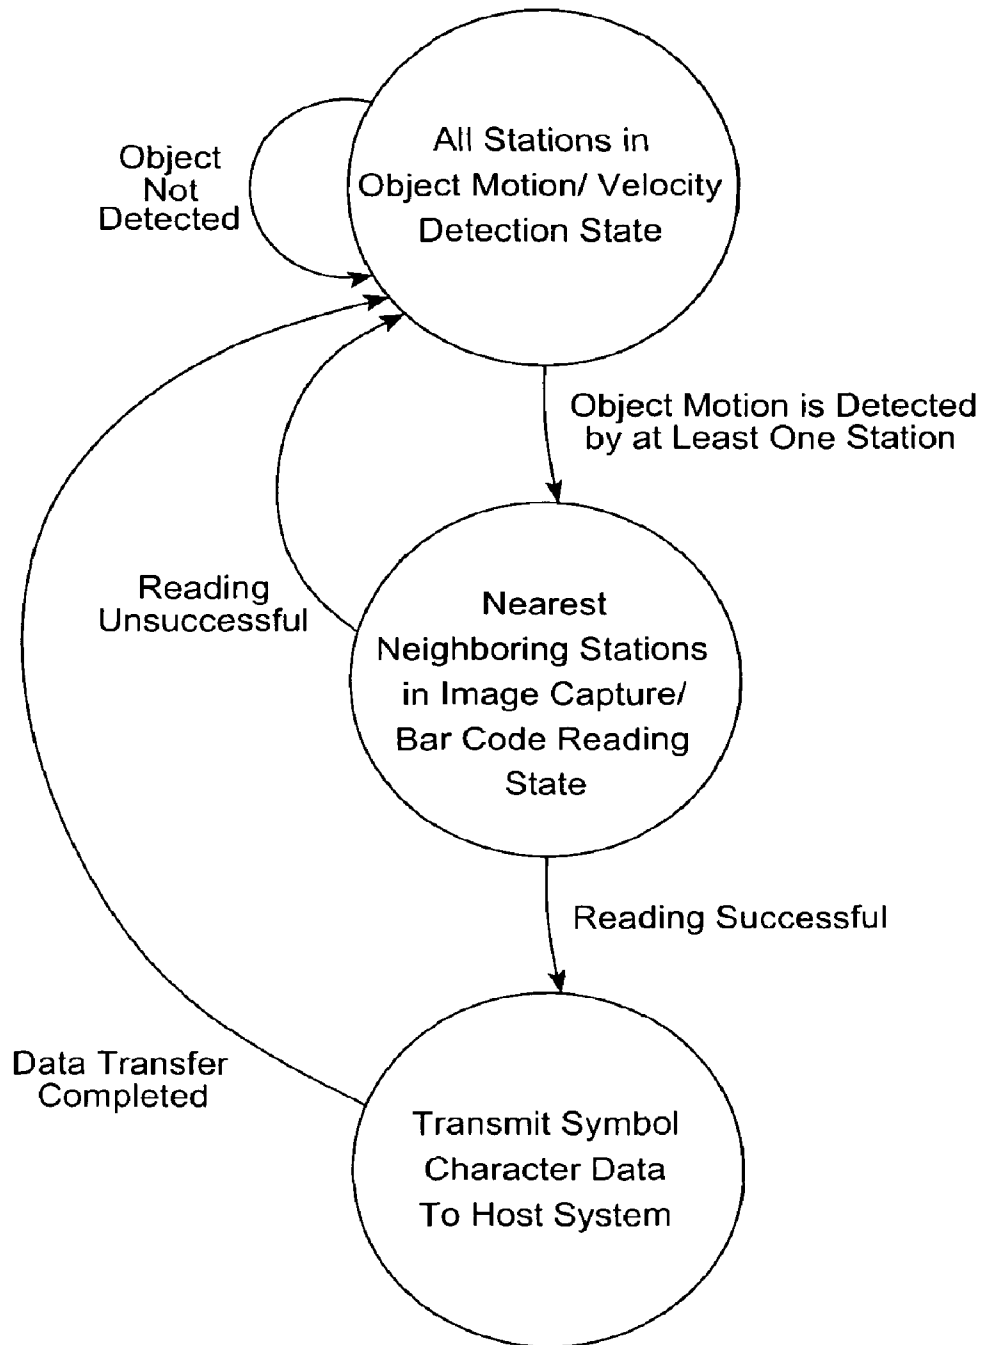 All Stations in
Object Motion/ Velocity
Detection State
Object
Not
Detected
Object Motion is Detected
by at Least One Station
Reading
Unsuccessful
Nearest
Neighboring Stations
in Image Capture/
Bar Code Reading
State
Reading Successful
Data Transfer
Completed
Transmit Symbol
Character Data
To Host System